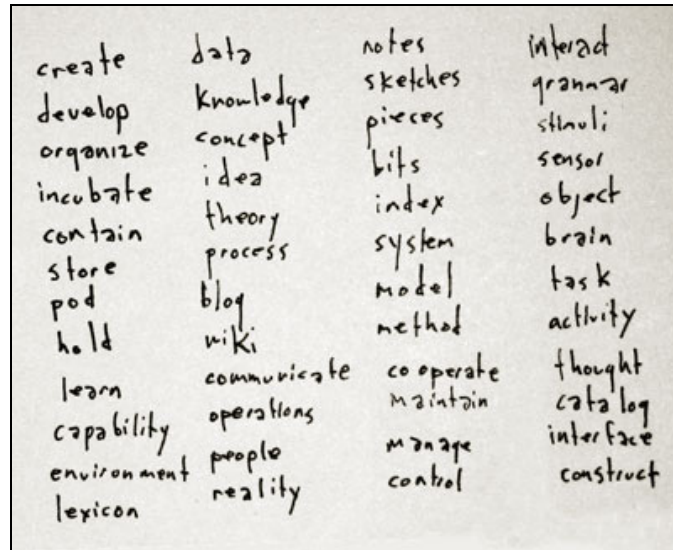 create data notes interact
develop knowledge sketches grammar
organize concept pieces stimuli
incubate idea bits sensor
contain theory index object
store process system brain
pod blog model task
hold wiki method activity
learn communicate cooperate thought
capability operations maintain catalog
environment people manage interface
lexicon reality control construct